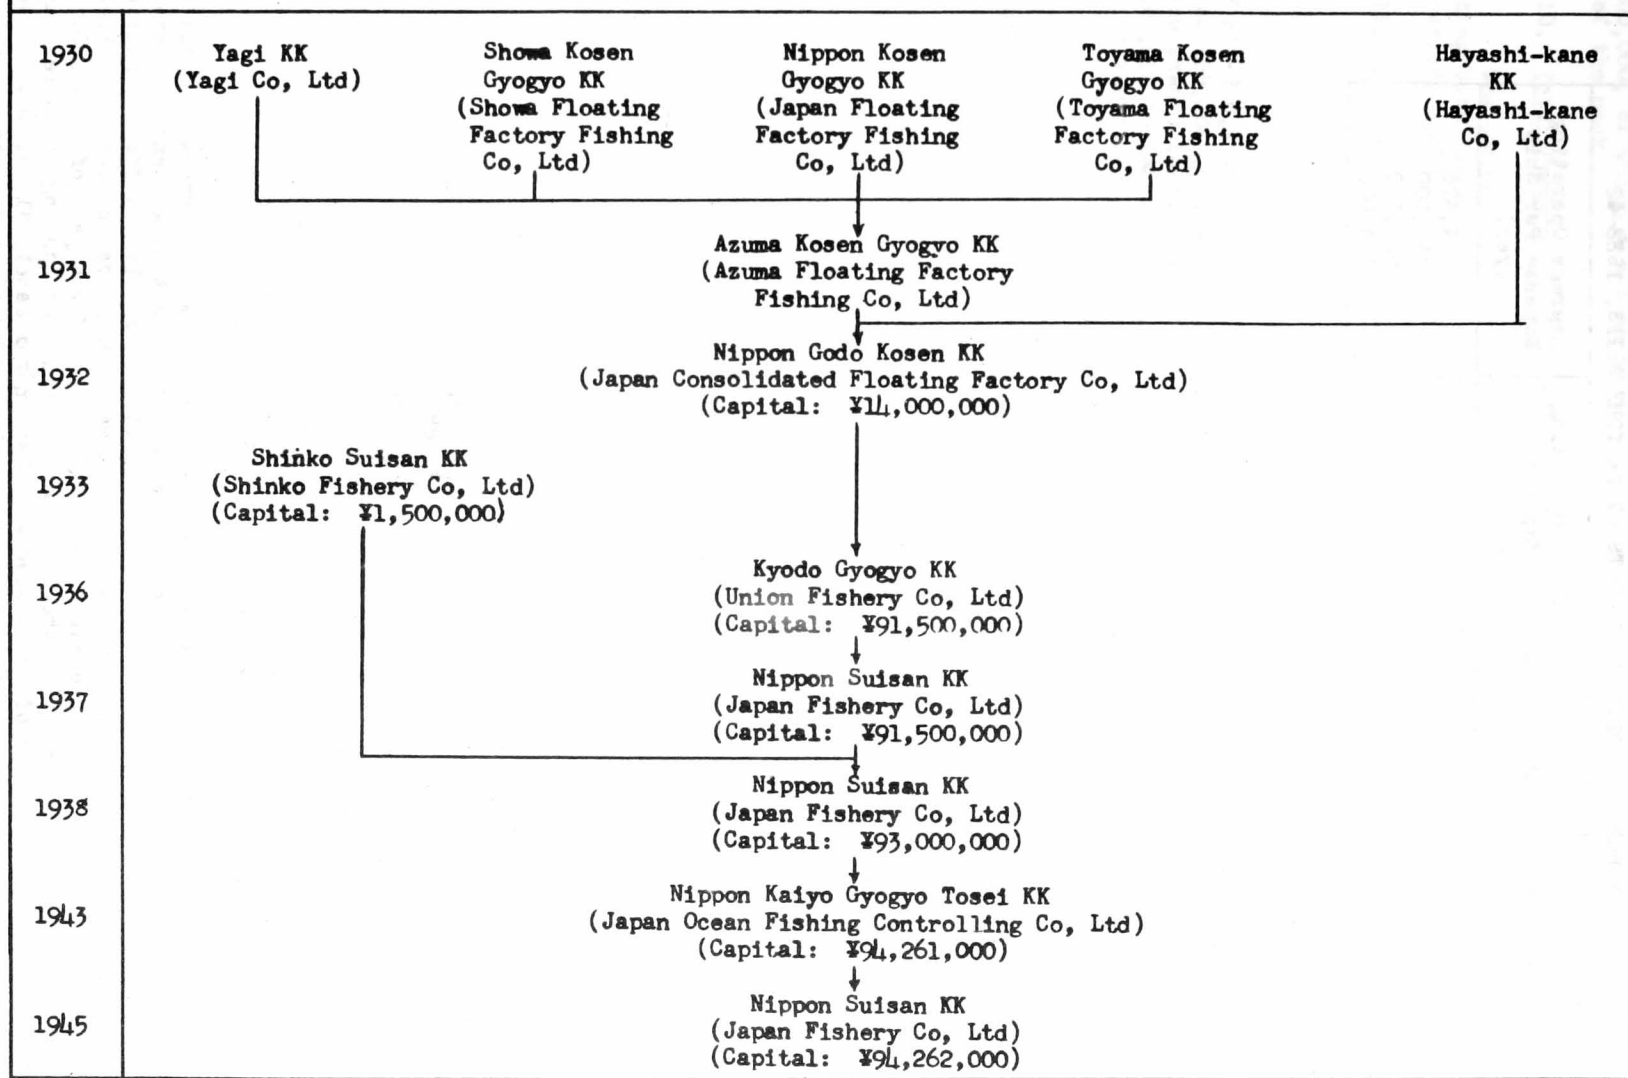 1930
Yagi KK
(Yagi Co, Ltd)
Showa Kosen
Gyogyo KK
(Showa Floating
Factory Fishing
Co, Ltd)
Nippon Kosen
Gyogyo KK
(Japan Floating
Factory Fishing
Co, Ltd)
Toyama Kosen
Gyogyo KK
(Toyama Floating
Factory Fishing
Co, Ltd)
Hayashi-kane
KK
(Hayashi-kane
Co, Ltd)
1931
Azuma Kosen Gyogyo KK
(Azuma Floating Factory
Fishing Co, Ltd)
1932
Nippon Godo Kosen KK
(Japan Consolidated Floating Factory Co, Ltd)
(Capital: ¥14,000,000)
1933
Shinko Suisan KK
(Shinko Fishery Co, Ltd)
(Capital: ¥1,500,000)
1936
Kyodo Gyogyo KK
(Union Fishery Co, Ltd)
(Capital: ¥91,500,000)
1937
Nippon Suisan KK
(Japan Fishery Co, Ltd)
(Capital: ¥91,500,000)
1938
Nippon Suisan KK
(Japan Fishery Co, Ltd)
(Capital: ¥93,000,000)
1943
Nippon Kaiyo Gyogyo Tosei KK
(Japan Ocean Fishing Controlling Co, Ltd)
(Capital: ¥94,261,000)
1945
Nippon Suisan KK
(Japan Fishery Co, Ltd)
(Capital: ¥94,262,000)